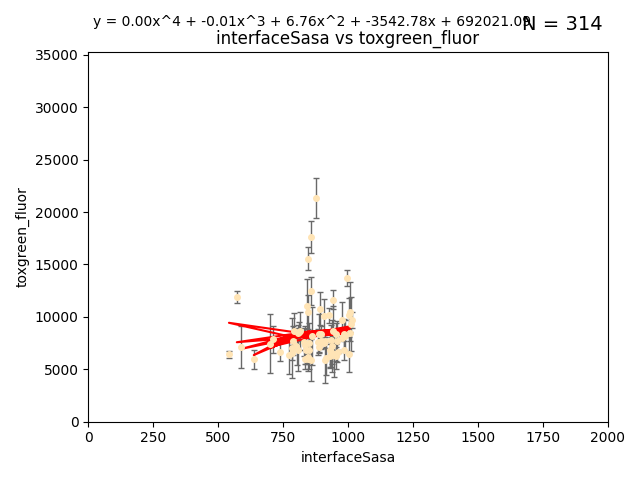 y = 0.00x^4 + -0.01x^3 + 6.76x^2 + -3542.78x + 692021.09
N = 314
interfaceSasa vs toxgreen_fluor
35000
30000
25000
20000
15000
10000
5000
0
toxgreen_fluor
0 250 500 750 1000 1250 1500 1750 2000
interfaceSasa